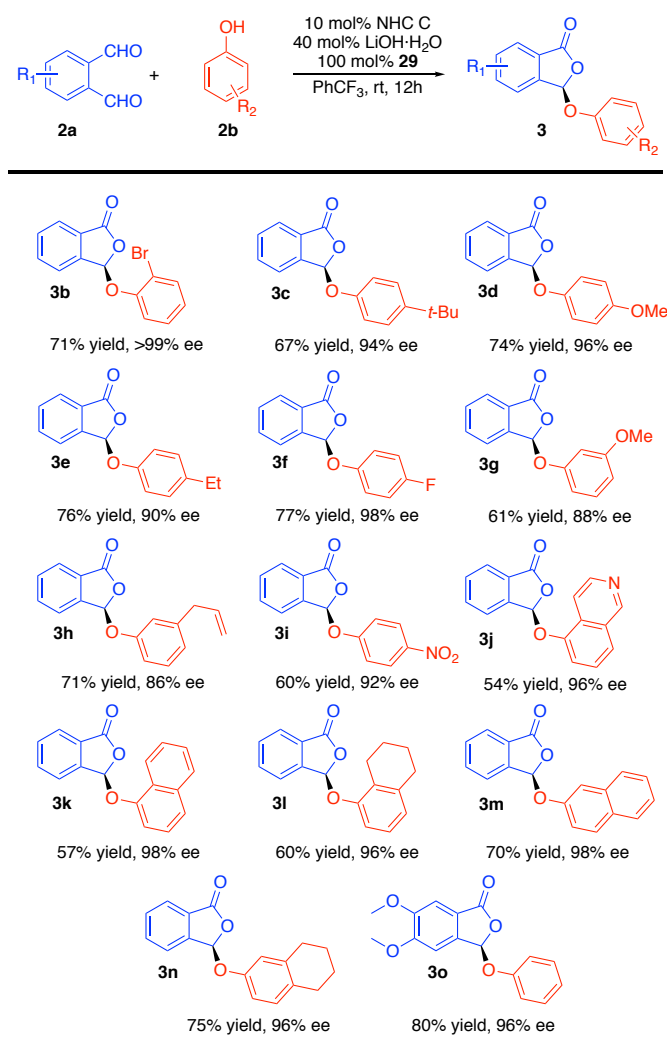 CHO
CHO
R1
+
OH
R2
10 mol% NHC C
40 mol% LiOH·H2O
100 mol% 29
PhCF3, rt, 12h
O
O
O
R1
R2
2a
2b
3
O
O
O
Br
3b
71% yield, >99% ee
O
O
O
t-Bu
3c
67% yield, 94% ee
O
O
O
OMe
3d
74% yield, 96% ee
O
O
O
Et
3e
76% yield, 90% ee
O
O
O
F
3f
77% yield, 98% ee
O
O
O
OMe
3g
61% yield, 88% ee
O
O
O
3h
71% yield, 86% ee
O
O
O
NO2
3i
60% yield, 92% ee
O
O
O
N
3j
54% yield, 96% ee
O
O
O
3k
57% yield, 98% ee
O
O
O
3l
60% yield, 96% ee
O
O
O
3m
70% yield, 98% ee
O
O
O
3n
75% yield, 96% ee
O
O
O
O
O
3o
80% yield, 96% ee